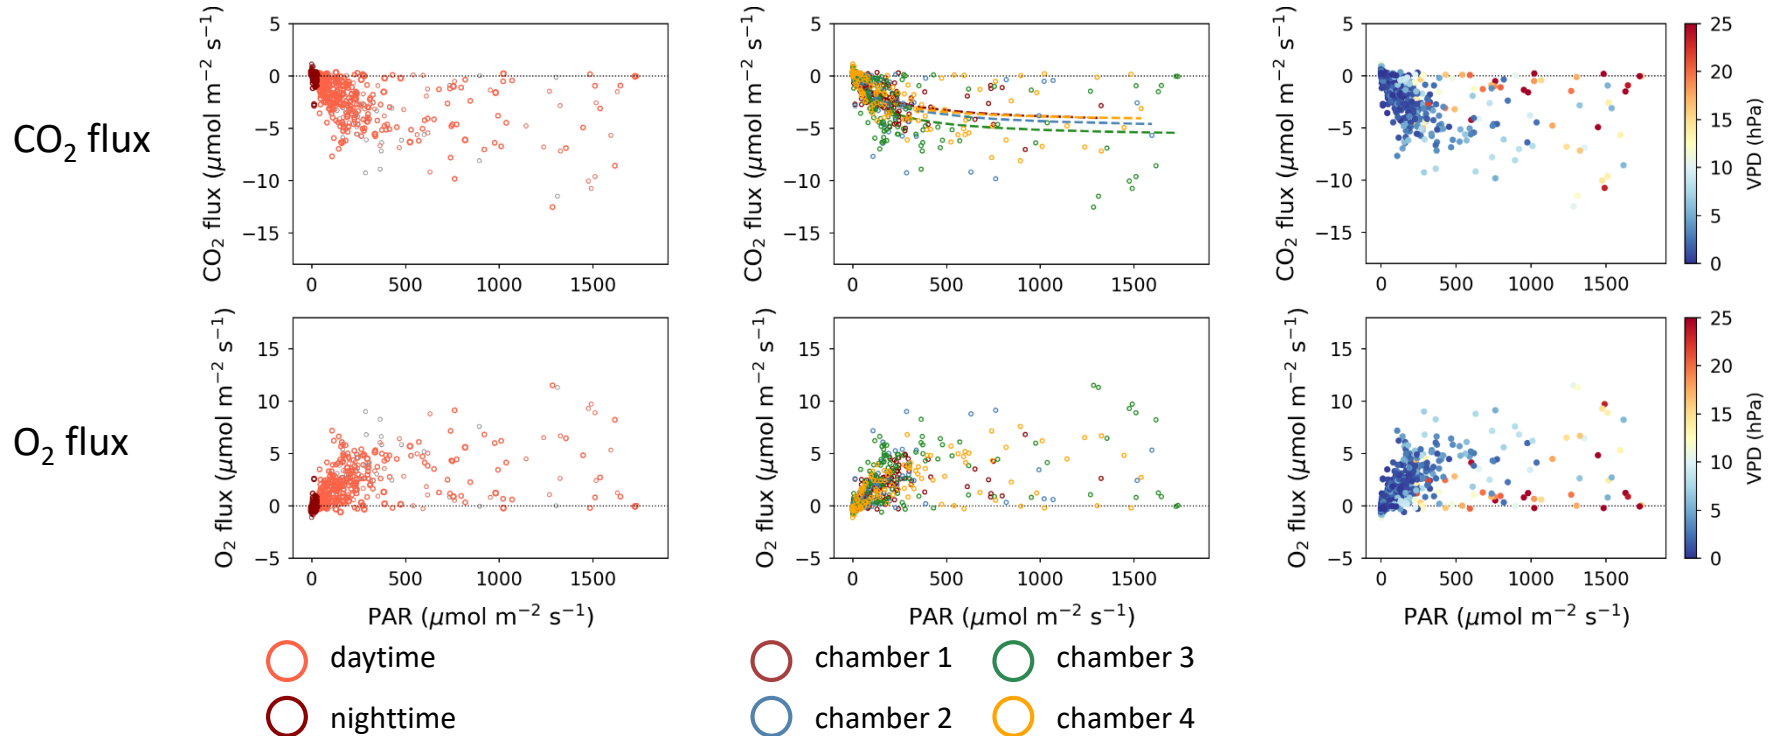 CO₂ flux
5
0
−5
−10
−15
CO₂ flux (μmol m⁻² s⁻¹)
0 500 1000 1500
5
0
−5
−10
−15
CO₂ flux (μmol m⁻² s⁻¹)
0 500 1000 1500
5
0
−5
−10
−15
CO₂ flux (μmol m⁻² s⁻¹)
0 500 1000 1500
25
20
15
10
5
0
VPD (hPa)
O₂ flux
15
10
5
0
−5
O₂ flux (μmol m⁻² s⁻¹)
0 500 1000 1500
PAR (μmol m⁻² s⁻¹)
15
10
5
0
−5
O₂ flux (μmol m⁻² s⁻¹)
0 500 1000 1500
PAR (μmol m⁻² s⁻¹)
15
10
5
0
−5
O₂ flux (μmol m⁻² s⁻¹)
0 500 1000 1500
PAR (μmol m⁻² s⁻¹)
25
20
15
10
5
0
VPD (hPa)
daytime
nighttime
chamber 1
chamber 2
chamber 3
chamber 4